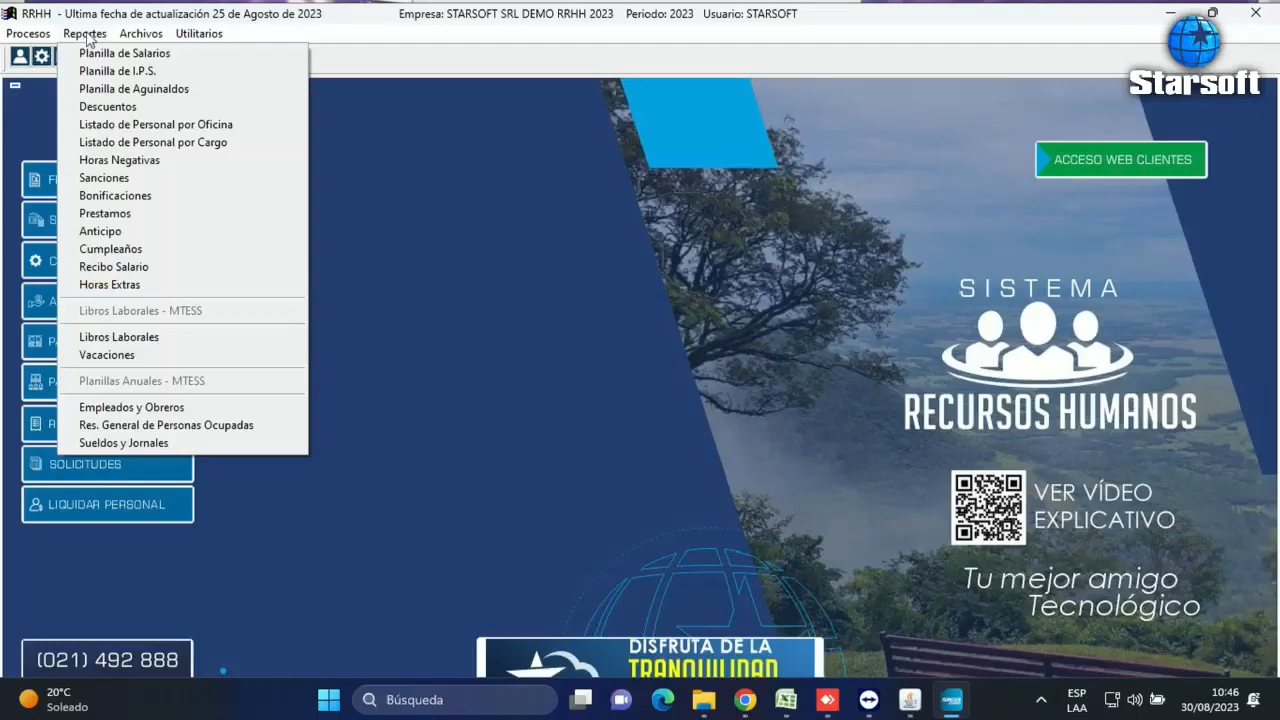 RRHH - Ultima fecha de actualización 25 de Agosto de 2023 Empresa: STARSOFT SRL DEMO RRHH 2023 Periodo: 2023 Usuario: STARSOFT
Procesos Reportes Archivos Utilitarios
Starsoft
Planilla de Salarios
Planilla de I.P.S.
Planilla de Aguinaldos
Descuentos
Listado de Personal por Oficina
Listado de Personal por Cargo
Horas Negativas
Sanciones
Bonificaciones
Prestamos
Anticipo
Cumpleaños
Recibo Salario
Horas Extras
Libros Laborales - MTESS
Libros Laborales
Vacaciones
Planillas Anuales - MTESS
Empleados y Obreros
Res. General de Personas Ocupadas
Sueldos y Jornales
SOLICITUDES
LIQUIDAR PERSONAL
(021) 492 888
ACCESO WEB CLIENTES
SISTEMA
RECURSOS HUMANOS
VER VÍDEO
EXPLICATIVO
Tu mejor amigo
Tecnológico
DISFRUTA DE LA
TRANQUILIDAD
20°C
Soleado
Búsqueda
ESP
LAA
10:46
30/08/2023